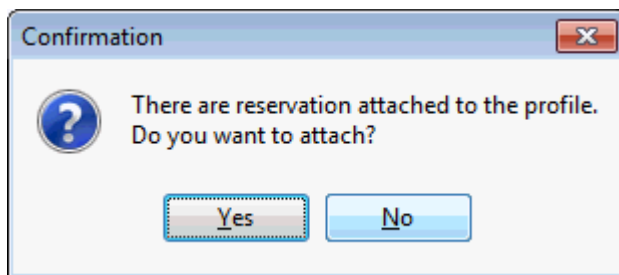 Confirmation
There are reservation attached to the profile.
Do you want to attach?
Yes
No